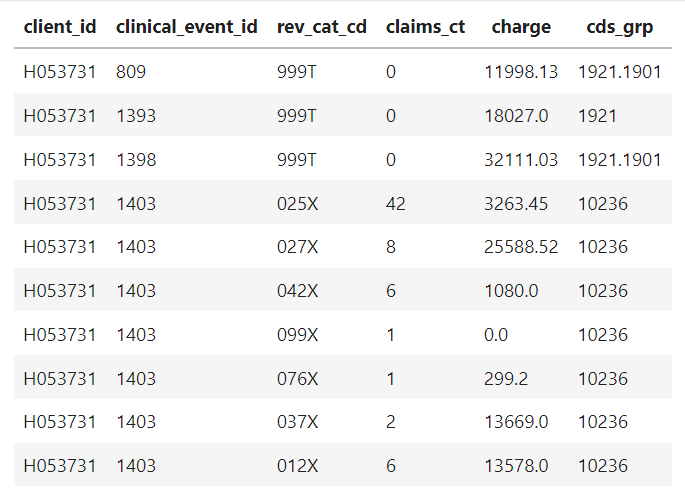 client_id clinical_event_id rev_cat_cd claims_ct charge cds_grp
H053731 809 999T 0 11998.13 1921.1901
H053731 1393 999T 0 18027.0 1921
H053731 1398 999T 0 32111.03 1921.1901
H053731 1403 025X 42 3263.45 10236
H053731 1403 027X 8 25588.52 10236
H053731 1403 042X 6 1080.0 10236
H053731 1403 099X 1 0.0 10236
H053731 1403 076X 1 299.2 10236
H053731 1403 037X 2 13669.0 10236
H053731 1403 012X 6 13578.0 10236